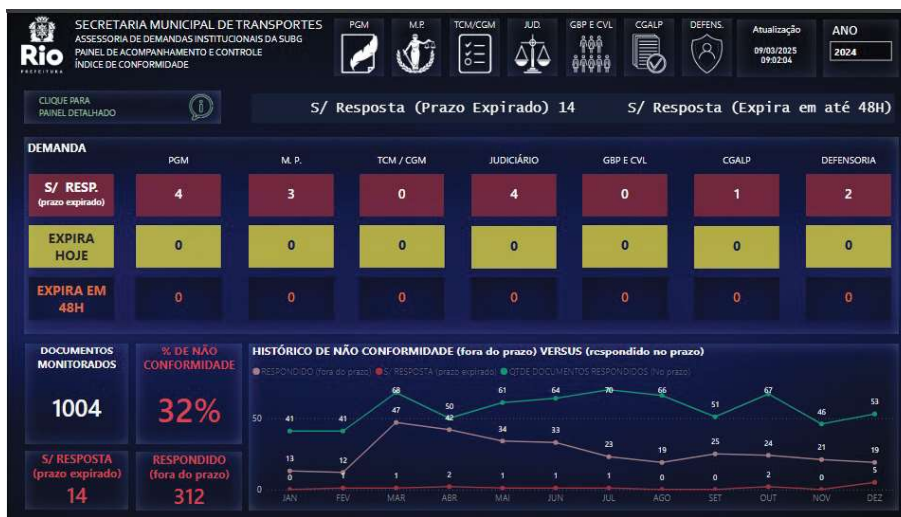 SECRETARIA MUNICIPAL DE TRANSPORTES
ASSESSORIA DE DEMANDAS INSTITUCIONAIS DA SUBG
PAINEL DE ACOMPANHAMENTO E CONTROLE
ÍNDICE DE CONFORMIDADE
Rio
PREFEITURA
PGM M.P. TCM/CGM JUD. GBP E CVL CGALP DEFENS.
Atualização
09/03/2025
09:02:04
ANO
2024
CLIQUE PARA
PAINEL DETALHADO
S/ Resposta (Prazo Expirado) 14 S/ Resposta (Expira em até 48H)
DEMANDA
PGM M. P. TCM / CGM JUDICIÁRIO GBP E CVL CGALP DEFENSORIA
S/ RESP.
(prazo expirado)
4 3 0 4 0 1 2
EXPIRA
HOJE
0 0 0 0 0 0 0
EXPIRA EM
48H
0 0 0 0 0 0 0
DOCUMENTOS
MONITORADOS
1004
% DE NÃO
CONFORMIDADE
32%
S/ RESPOSTA
(prazo expirado)
14
RESPONDIDO
(fora do prazo)
312
HISTÓRICO DE NÃO CONFORMIDADE (fora do prazo) VERSUS (respondido no prazo)
RESPONDIDO (fora do prazo) S/ RESPOSTA (prazo expirado) QTDE DOCUMENTOS RESPONDIDOS (No prazo)
50
0
41 41 68 50 61 64 70 66 51 67 46 53
13 12 47 42 34 33 23 19 25 24 21 19
0 1 2 1 1 1 0 0 2 0 5
JAN FEV MAR ABR MAI JUN JUL AGO SET OUT NOV DEZ